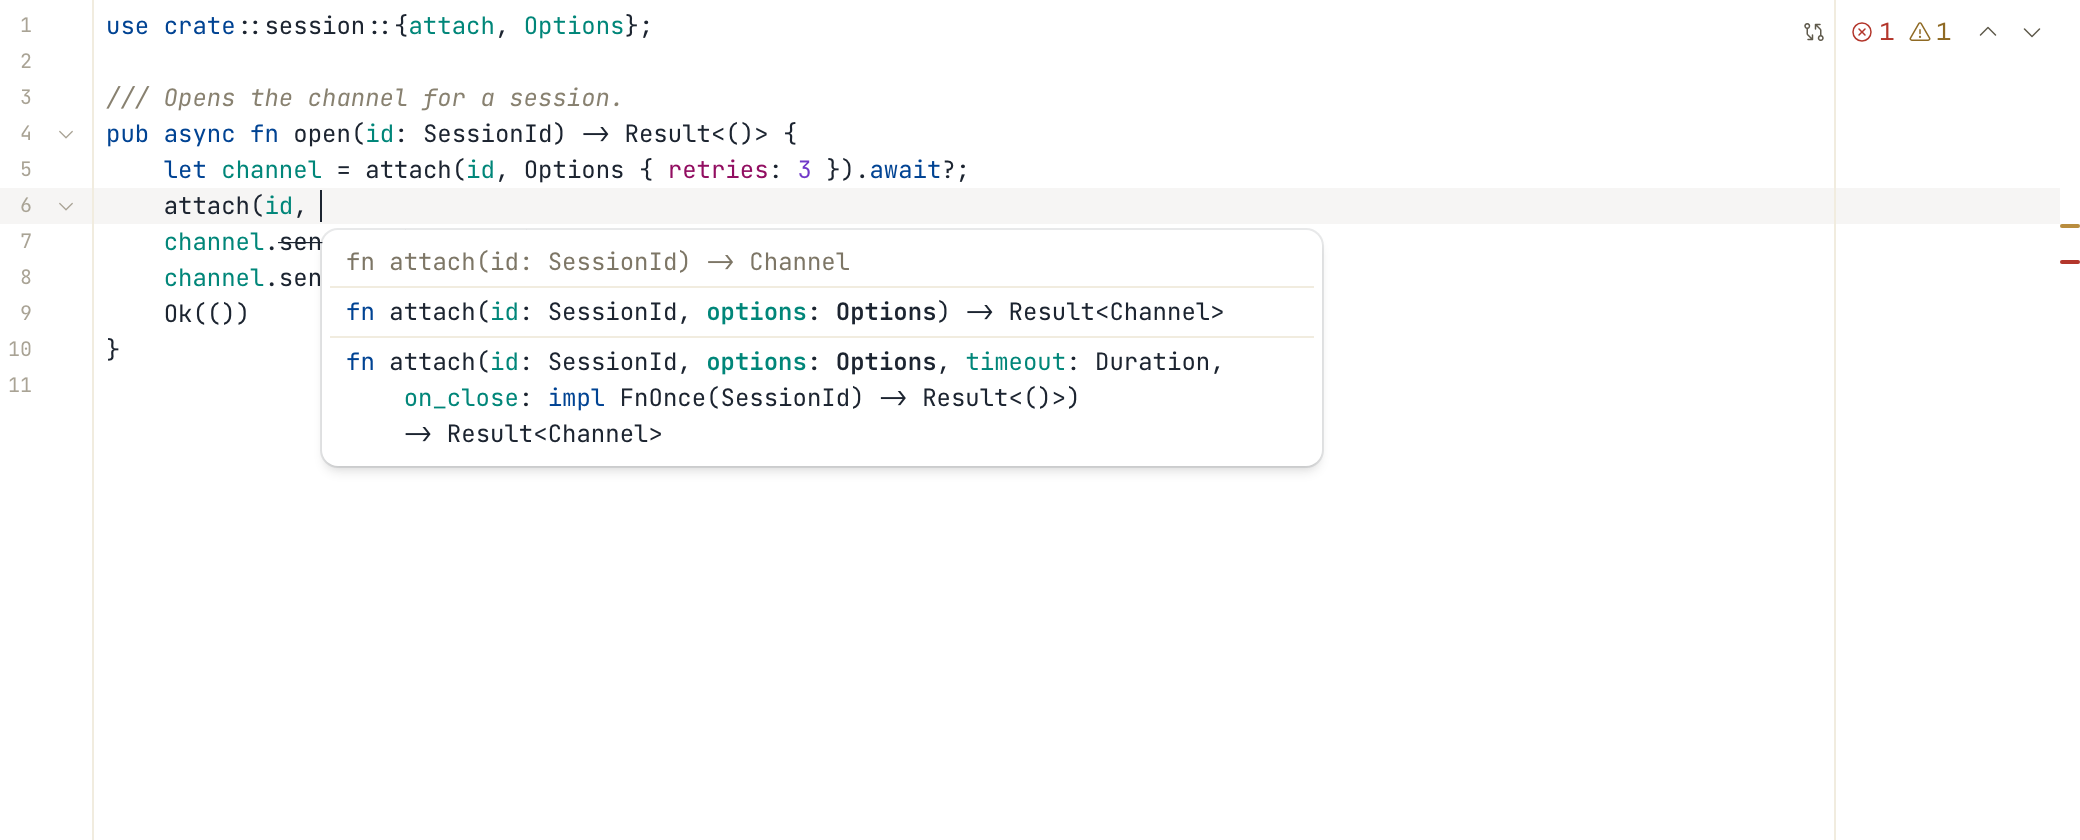 1 use crate::session::{attach, Options};
2
3 /// Opens the channel for a session.
4 pub async fn open(id: SessionId) -> Result<()> {
5 let channel = attach(id, Options { retries: 3 }).await?;
6 attach(id,
7 channel.sen
8 channel.sen
9 Ok(())
10 }
11
1 1
fn attach(id: SessionId) -> Channel
fn attach(id: SessionId, options: Options) -> Result<Channel>
fn attach(id: SessionId, options: Options, timeout: Duration,
on_close: impl FnOnce(SessionId) -> Result<()>)
-> Result<Channel>